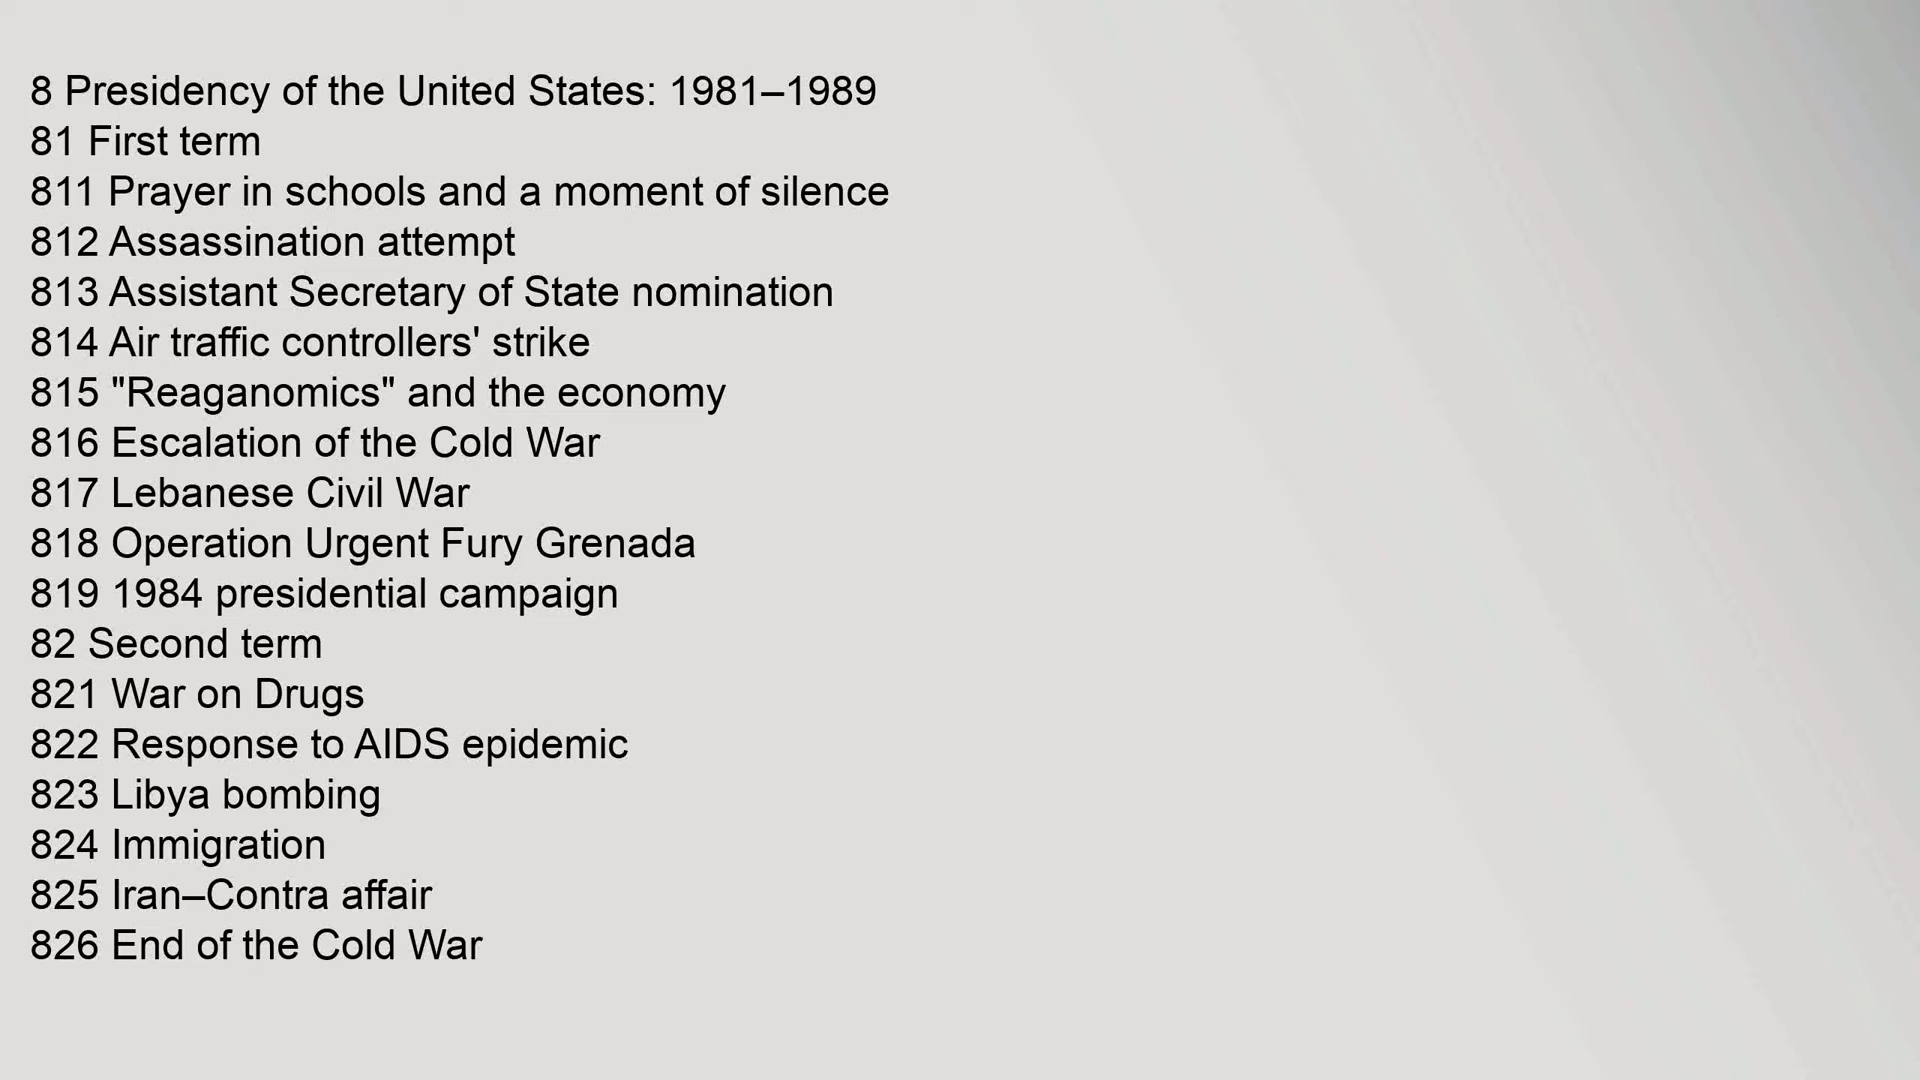 8 Presidency of the United States: 1981–1989
81 First term
811 Prayer in schools and a moment of silence
812 Assassination attempt
813 Assistant Secretary of State nomination
814 Air traffic controllers' strike
815 "Reaganomics" and the economy
816 Escalation of the Cold War
817 Lebanese Civil War
818 Operation Urgent Fury Grenada
819 1984 presidential campaign
82 Second term
821 War on Drugs
822 Response to AIDS epidemic
823 Libya bombing
824 Immigration
825 Iran–Contra affair
826 End of the Cold War